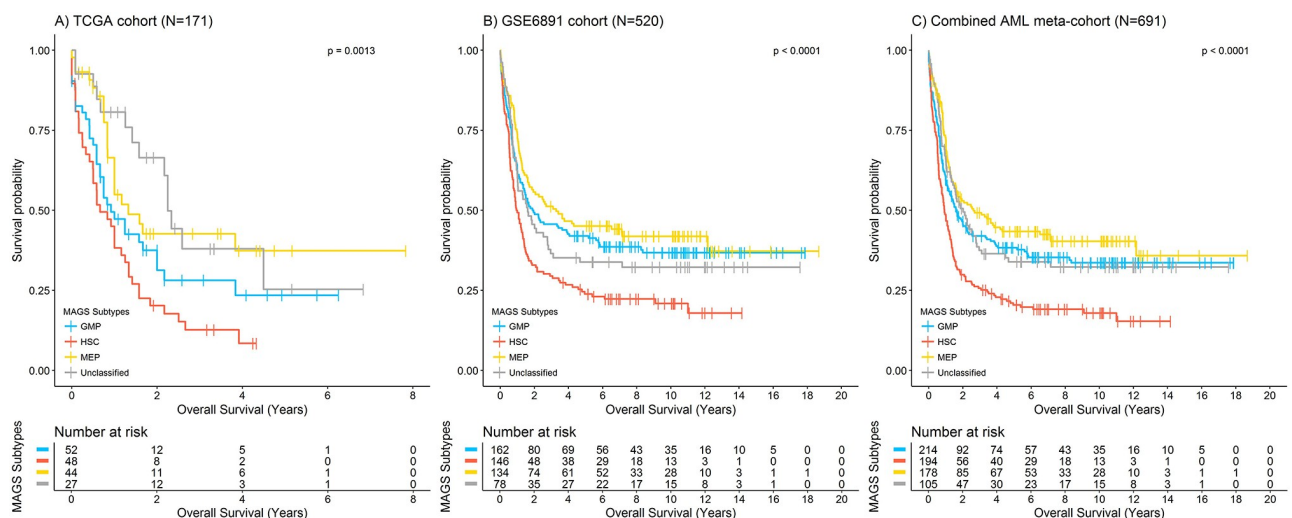 A) TCGA cohort (N=171)
p = 0.0013
Survival probability
1.00
0.75
0.50
0.25
0.00
MAGS Subtypes
GMP
HSC
MEP
Unclassified
0 2 4 6 8
Overall Survival (Years)
Number at risk
MAGS Subtypes
52 12 5 1 0
48 8 2 0 0
44 11 6 1 0
27 12 3 1 0
0 2 4 6 8
Overall Survival (Years)
B) GSE6891 cohort (N=520)
p < 0.0001
Survival probability
1.00
0.75
0.50
0.25
0.00
MAGS Subtypes
GMP
HSC
MEP
Unclassified
0 2 4 6 8 10 12 14 16 18 20
Overall Survival (Years)
Number at risk
MAGS Subtypes
162 80 69 56 43 35 16 10 5 0 0
146 48 38 29 18 13 3 1 0 0 0
134 74 61 52 33 28 10 3 1 1 0
78 35 27 22 17 15 8 3 1 0 0
0 2 4 6 8 10 12 14 16 18 20
Overall Survival (Years)
C) Combined AML meta-cohort (N=691)
p < 0.0001
Survival probability
1.00
0.75
0.50
0.25
0.00
MAGS Subtypes
GMP
HSC
MEP
Unclassified
0 2 4 6 8 10 12 14 16 18 20
Overall Survival (Years)
Number at risk
MAGS Subtypes
214 92 74 57 43 35 16 10 5 0 0
194 56 40 29 18 13 3 1 0 0 0
178 85 67 53 33 28 10 3 1 1 0
105 47 30 23 17 15 8 3 1 0 0
0 2 4 6 8 10 12 14 16 18 20
Overall Survival (Years)